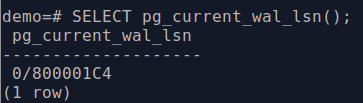 demo=# SELECT pg_current_wal_lsn();
 pg_current_wal_lsn
--------------------
 0/800001C4
(1 row)